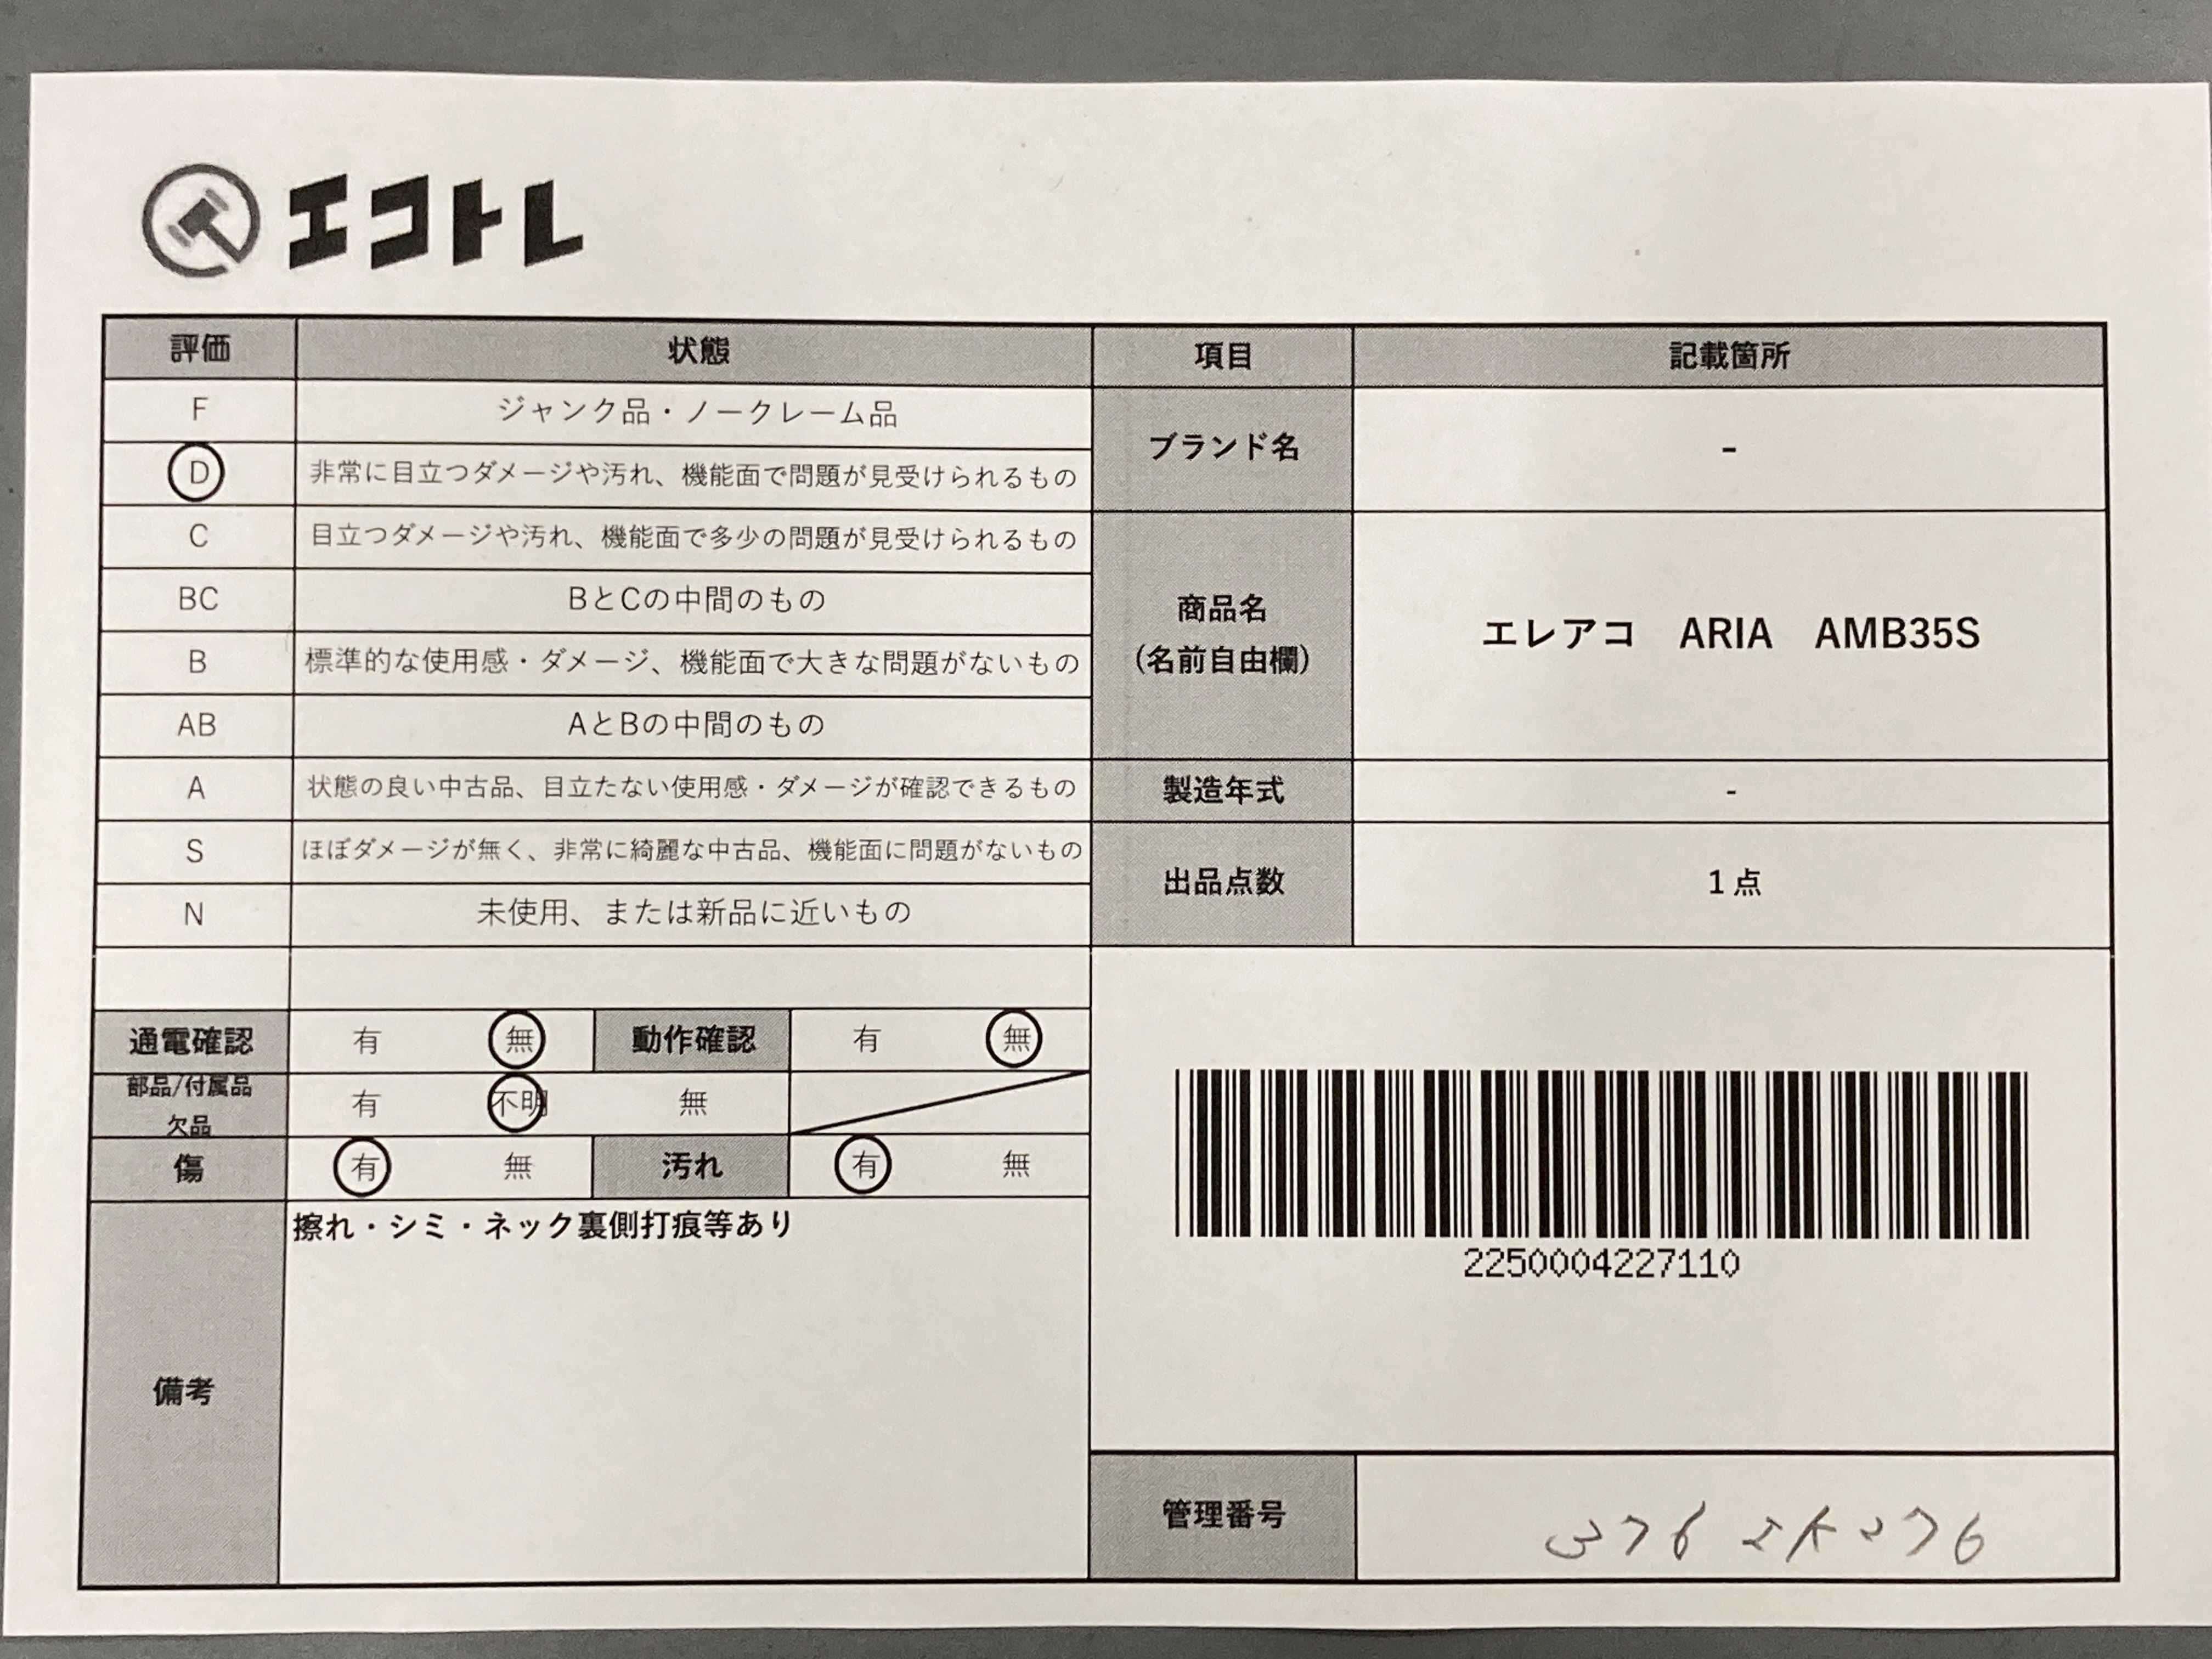 エコトレ
評価 状態 項目 記載箇所
F ジャンク品・ノークレーム品
D 非常に目立つダメージや汚れ、機能面で問題が見受けられるもの
ブランド名 -
C 目立つダメージや汚れ、機能面で多少の問題が見受けられるもの
BC BとCの中間のもの
B 標準的な使用感・ダメージ、機能面で大きな問題がないもの
AB AとBの中間のもの
商品名
(名前自由欄)
エレアコ ARIA AMB35S
A 状態の良い中古品、目立たない使用感・ダメージが確認できるもの
製造年式 -
S ほぼダメージが無く、非常に綺麗な中古品、機能面に問題がないもの
N 未使用、または新品に近いもの
出品点数 1点
通電確認 有 無 動作確認 有 無
部品/付属品
欠品
有 不明 無
傷 有 無 汚れ 有 無
備考
擦れ・シミ・ネック裏側打痕等あり
2250004227110
管理番号 376